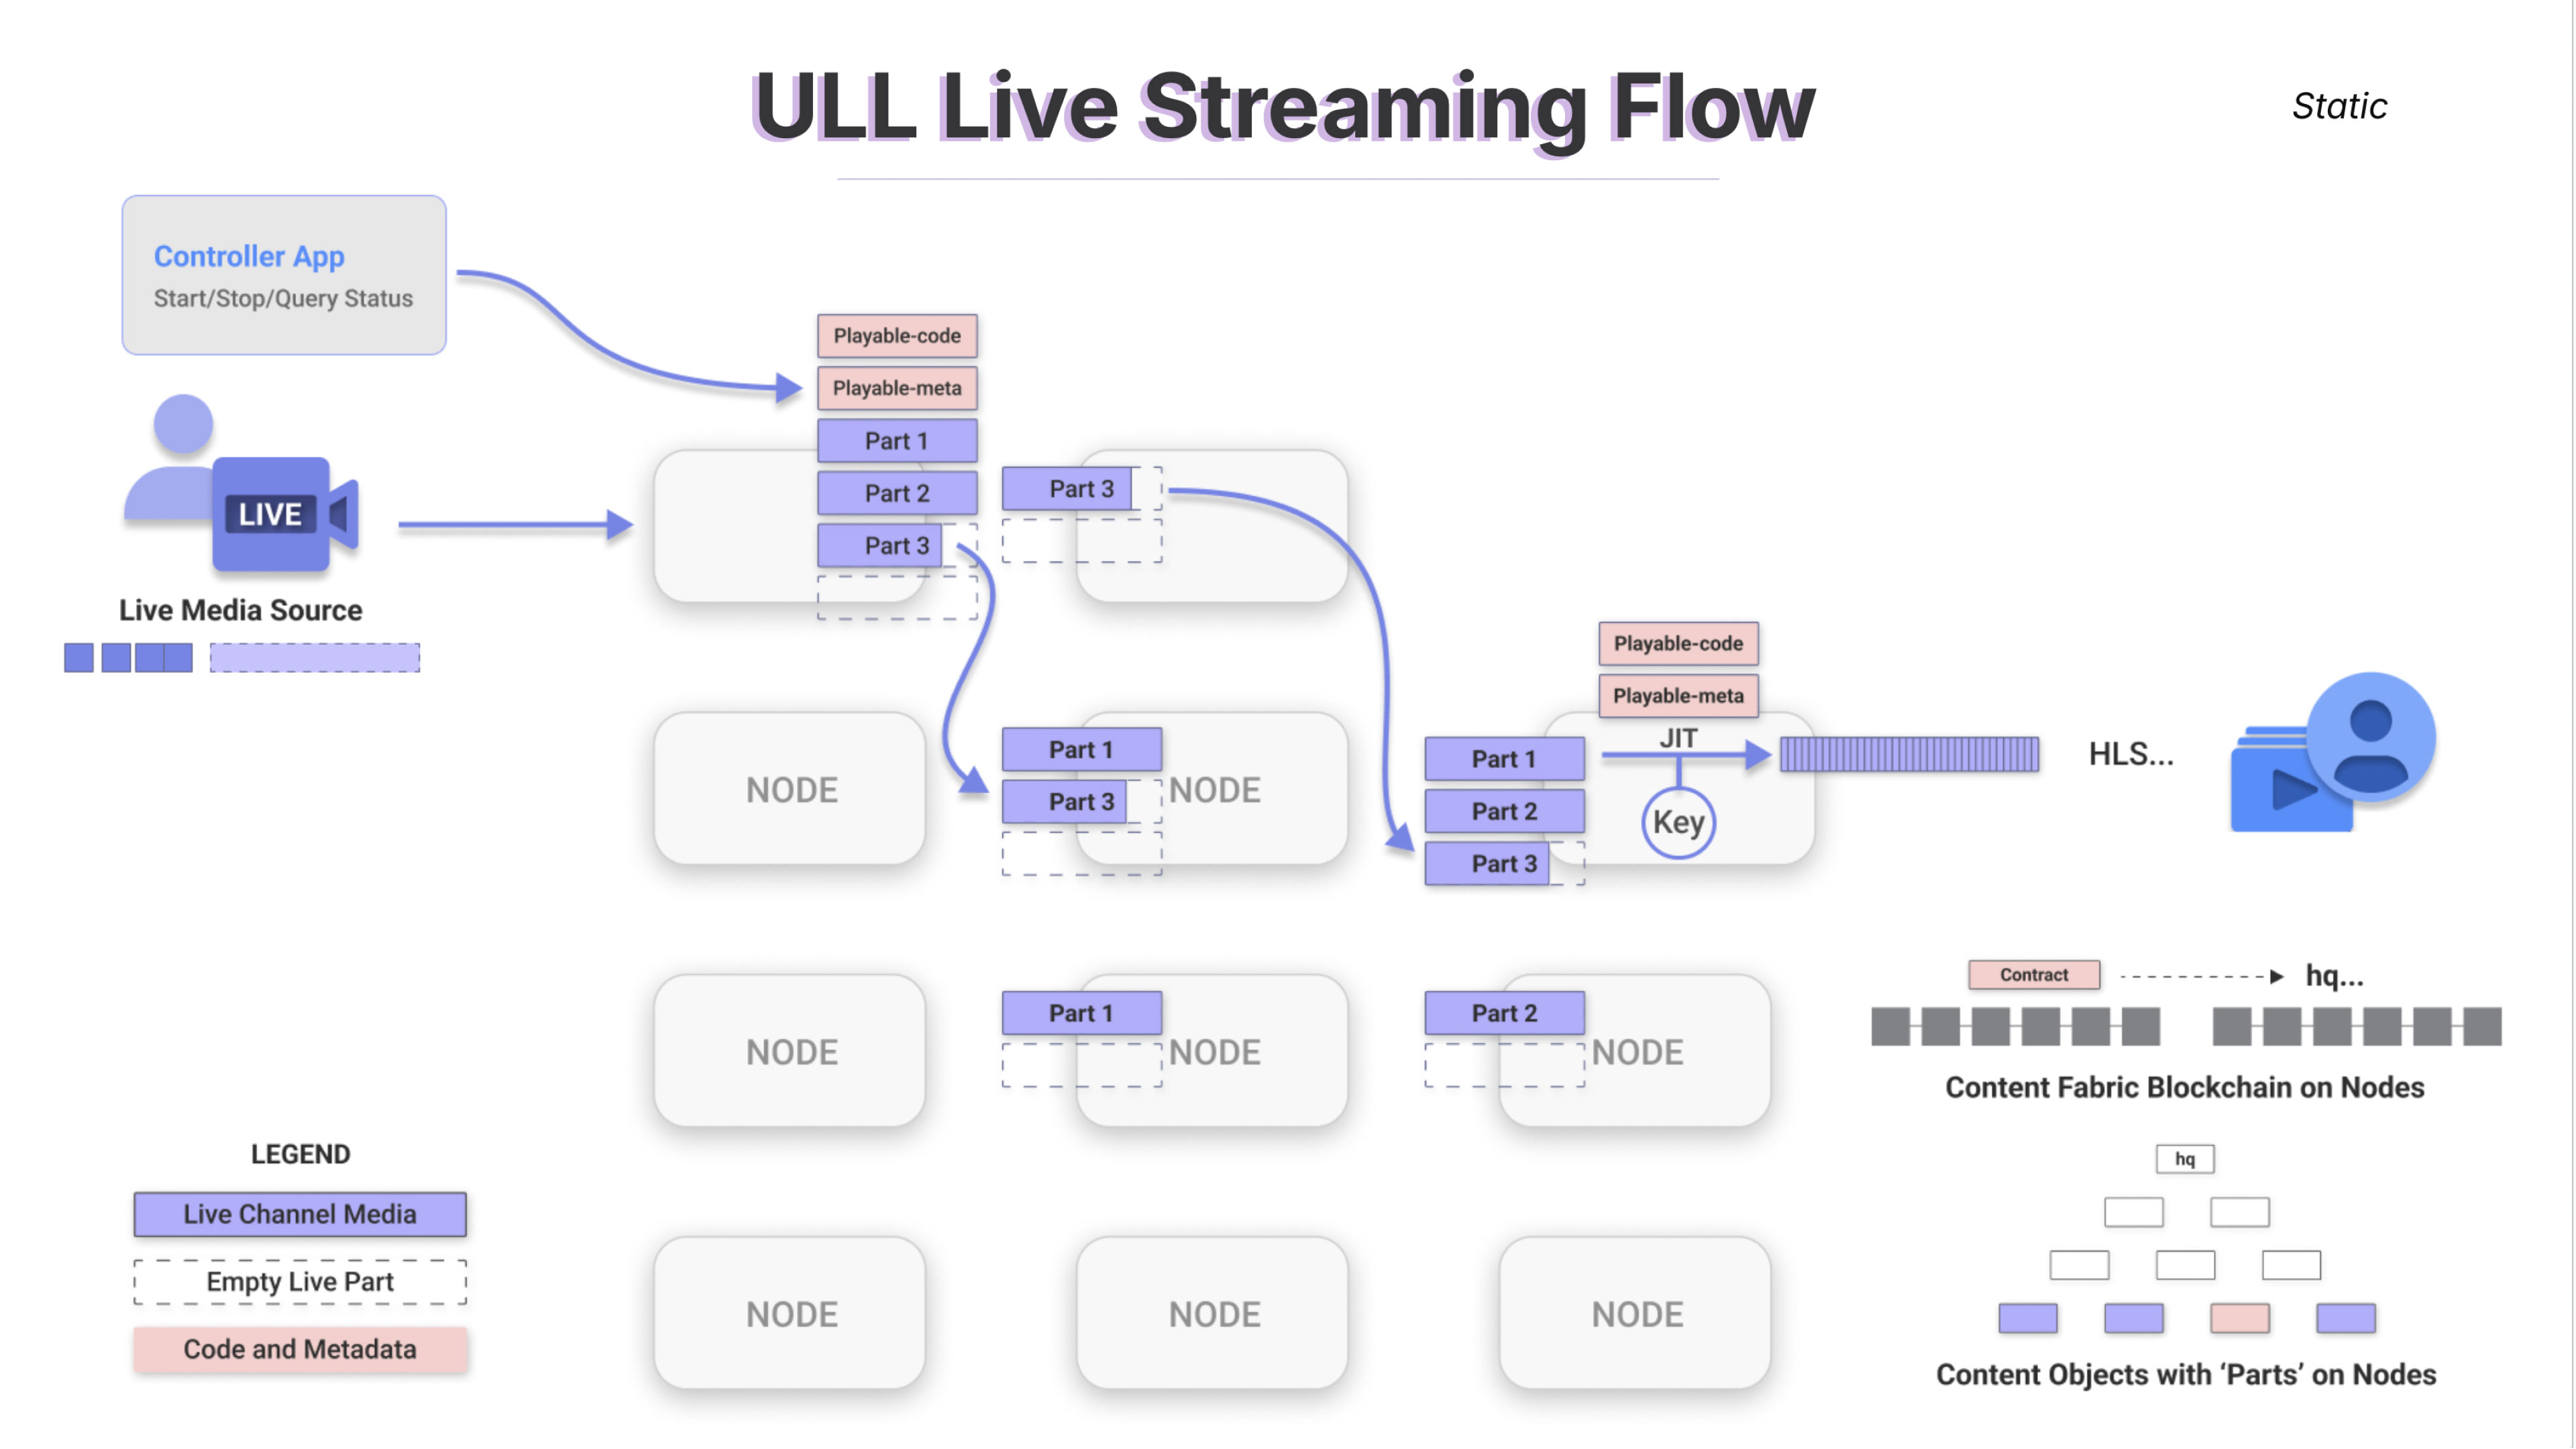 ULL Live Streaming Flow
Static
Controller App
Start/Stop/Query Status
LIVE
Live Media Source
Playable-code
Playable-meta
Part 1
Part 2
Part 3
Part 3
NODE
Part 1
Part 3
NODE
Playable-code
Playable-meta
Part 1
Part 2
Part 3
JIT
Key
HLS...
NODE
Part 1
NODE
Part 2
NODE
Contract
hq...
Content Fabric Blockchain on Nodes
LEGEND
Live Channel Media
Empty Live Part
Code and Metadata
NODE
NODE
NODE
hq
Content Objects with ‘Parts’ on Nodes